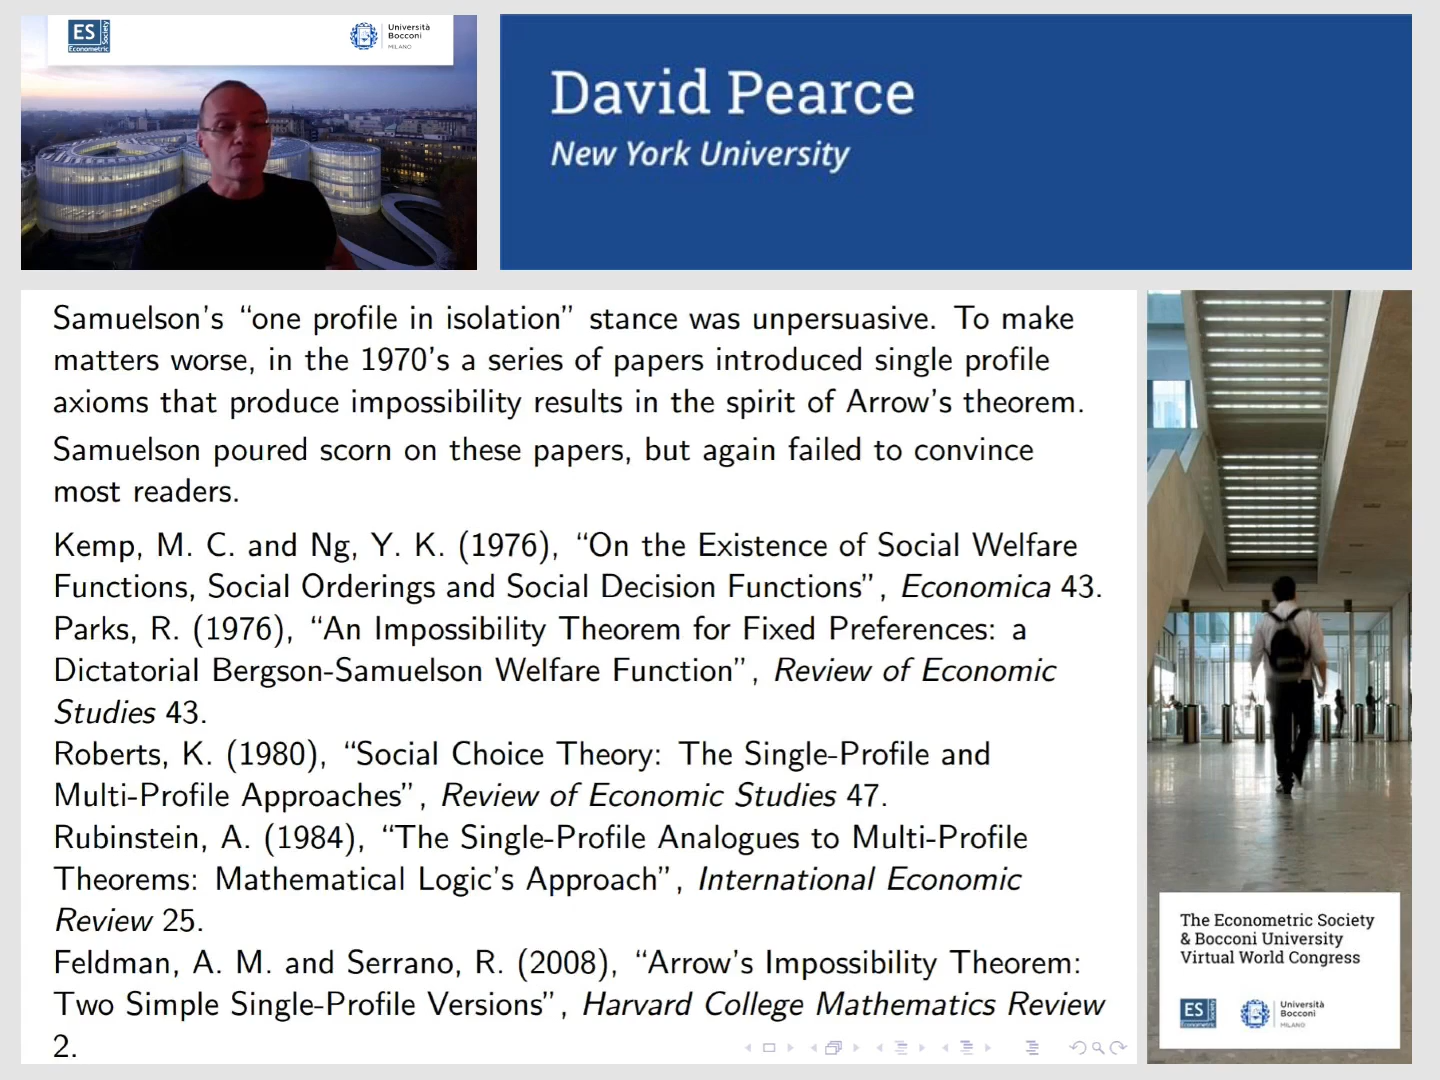 ES
Econometric
Society
Università
Bocconi
MILANO
David Pearce
New York University
Samuelson's “one profile in isolation” stance was unpersuasive. To make
matters worse, in the 1970's a series of papers introduced single profile
axioms that produce impossibility results in the spirit of Arrow's theorem.
Samuelson poured scorn on these papers, but again failed to convince
most readers.
Kemp, M. C. and Ng, Y. K. (1976), “On the Existence of Social Welfare
Functions, Social Orderings and Social Decision Functions”, Economica 43.
Parks, R. (1976), “An Impossibility Theorem for Fixed Preferences: a
Dictatorial Bergson-Samuelson Welfare Function”, Review of Economic
Studies 43.
Roberts, K. (1980), “Social Choice Theory: The Single-Profile and
Multi-Profile Approaches”, Review of Economic Studies 47.
Rubinstein, A. (1984), “The Single-Profile Analogues to Multi-Profile
Theorems: Mathematical Logic's Approach”, International Economic
Review 25.
Feldman, A. M. and Serrano, R. (2008), “Arrow's Impossibility Theorem:
Two Simple Single-Profile Versions”, Harvard College Mathematics Review
2.
The Econometric Society
& Bocconi University
Virtual World Congress
ES
Econometric
Society
Università
Bocconi
MILANO